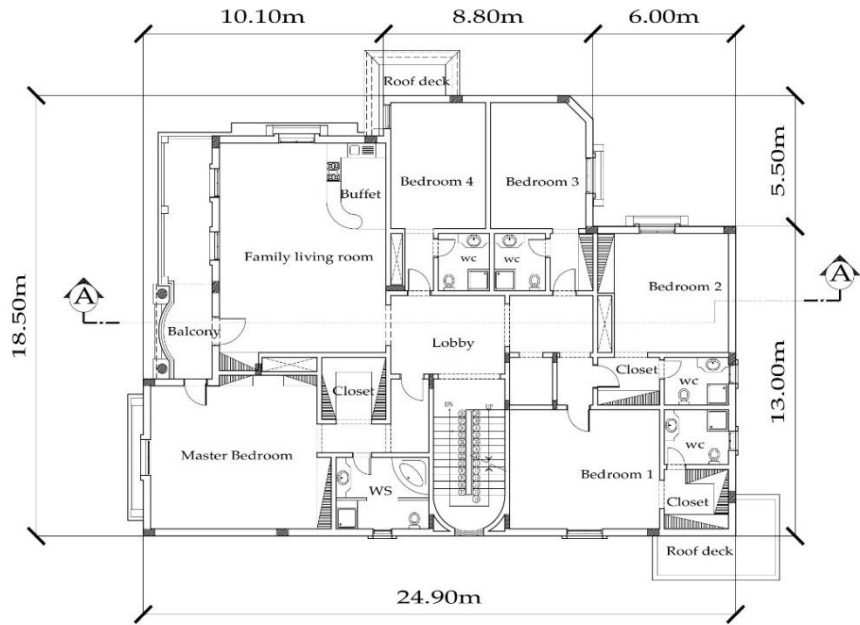 10.10m
8.80m
6.00m
Roof deck
5.50m
Bedroom 4
Bedroom 3
Buffet
Family living room
wc
wc
Bedroom 2
A
A
18.50m
Balcony
Lobby
13.00m
Closet
Closet
wc
DN
UP
Master Bedroom
WS
Bedroom 1
wc
Closet
Roof deck
24.90m